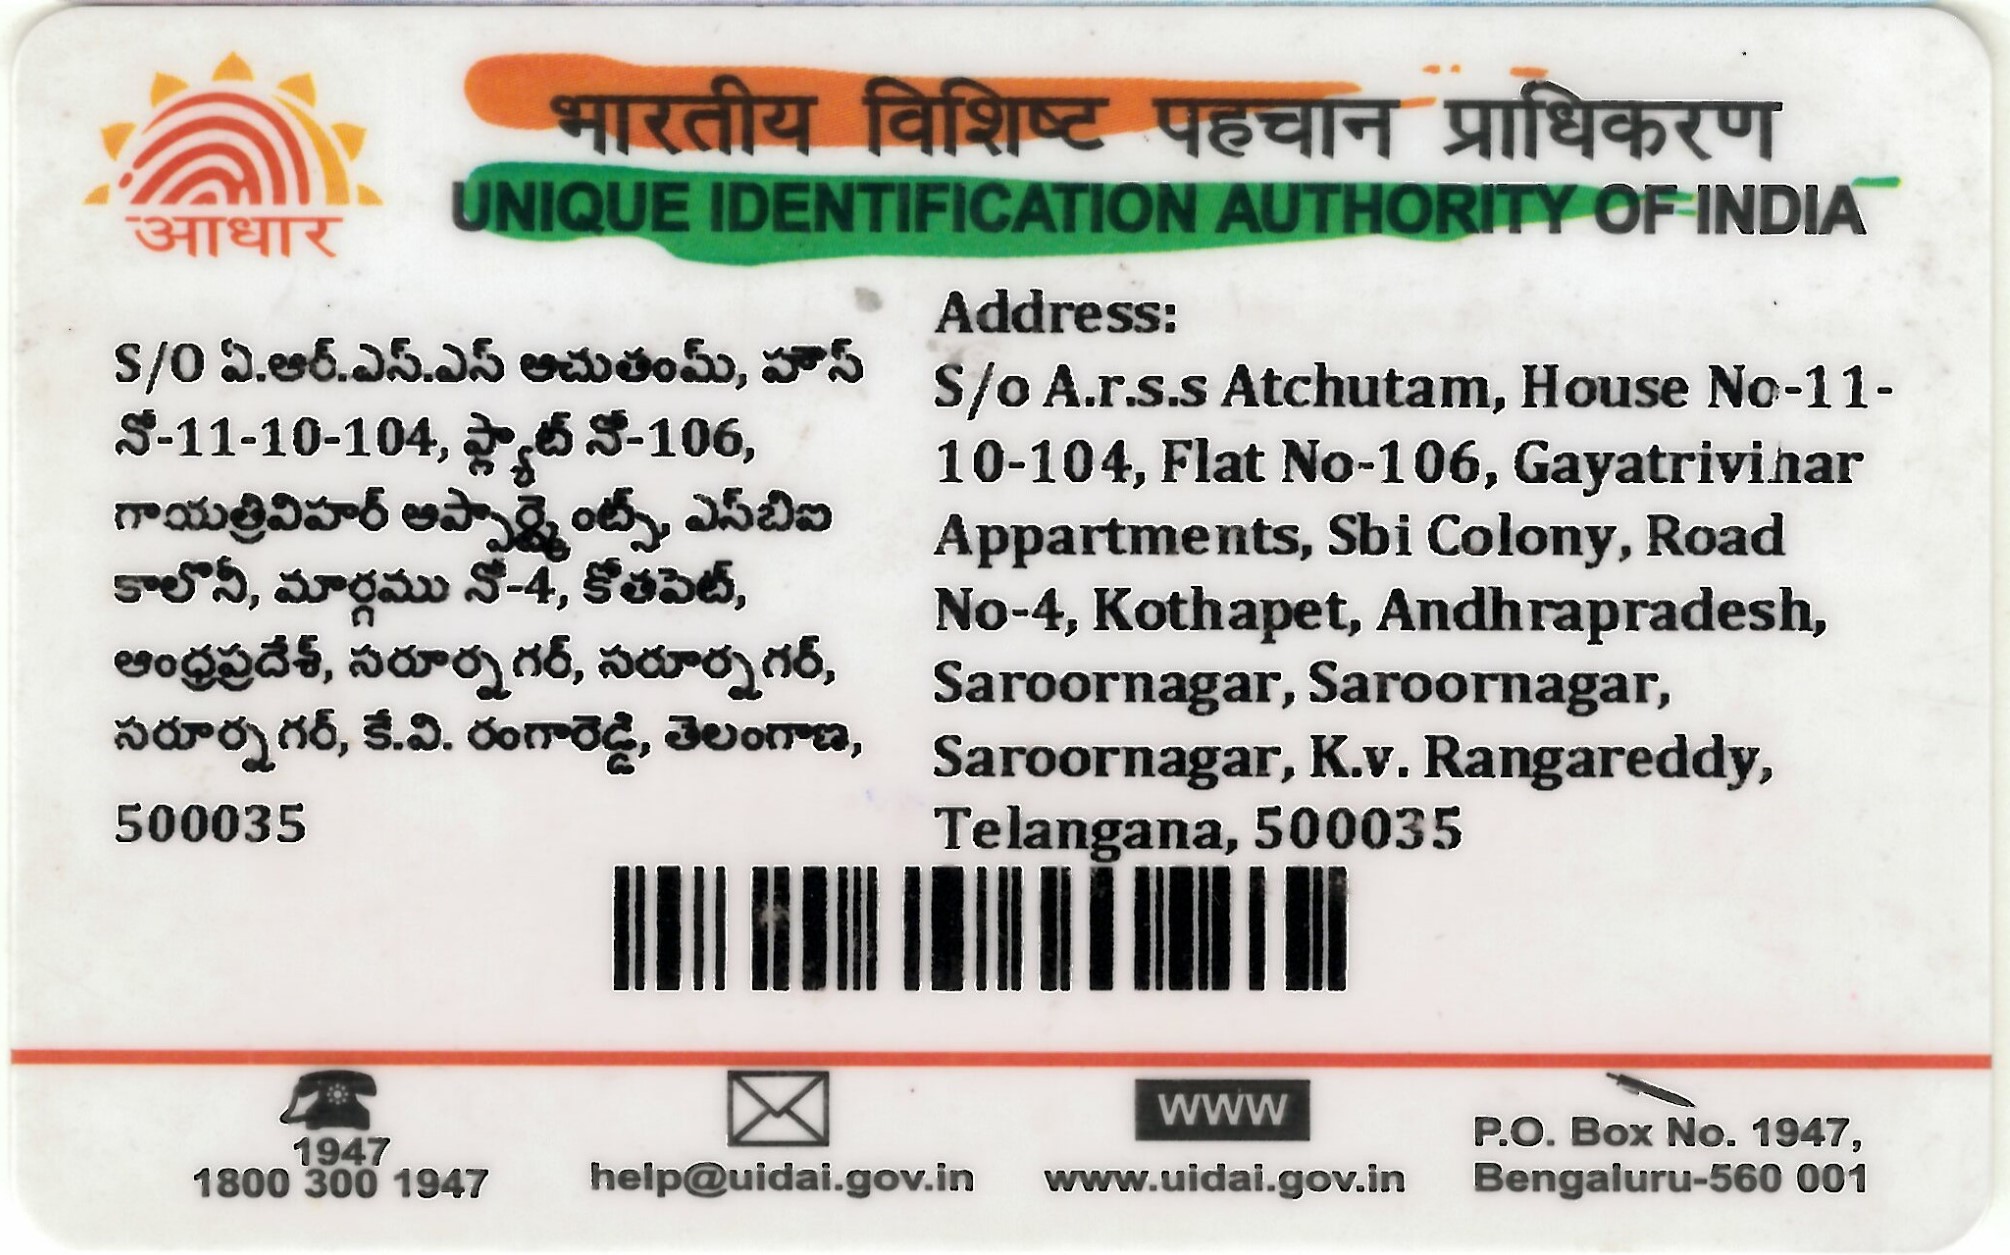 भारतीय विशिष्ट पहचान प्राधिकरण
UNIQUE IDENTIFICATION AUTHORITY OF INDIA
आधार
S/O ఏ.ఆర్.ఎస్.ఎస్ ఆచుతంమ్, హౌస్
నో-11-10-104, ఫ్ల్యాట్ నో-106,
గాయత్రివిహర్ ఆప్పార్ట్మెంట్స్, ఎస్‌బిఐ
కాలొనీ, మార్గము నో-4, కోతపెట్,
ఆంధ్రప్రదేశ్, సరూర్నగర్, సరూర్నగర్,
సరూర్నగర్, కే.వి. రంగారెడ్డి, తెలంగాణ,
500035
Address:
S/o A.r.s.s Atchutam, House No-11-
10-104, Flat No-106, Gayatrivihar
Appartments, Sbi Colony, Road
No-4, Kothapet, Andhrapradesh,
Saroornagar, Saroornagar,
Saroornagar, K.v. Rangareddy,
Telangana, 500035
1947
1800 300 1947
help@uidai.gov.in
WWW
www.uidai.gov.in
P.O. Box No. 1947,
Bengaluru-560 001